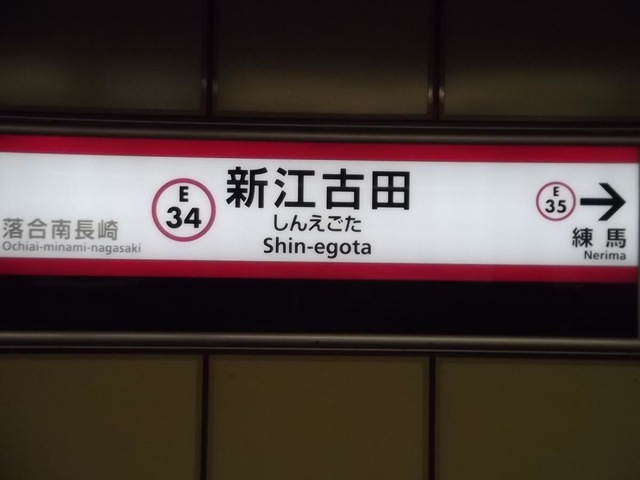 落合南長崎
Ochiai-minami-nagasaki
E
34
新江古田
しんえごた
Shin-egota
E
35
練馬
Nerima